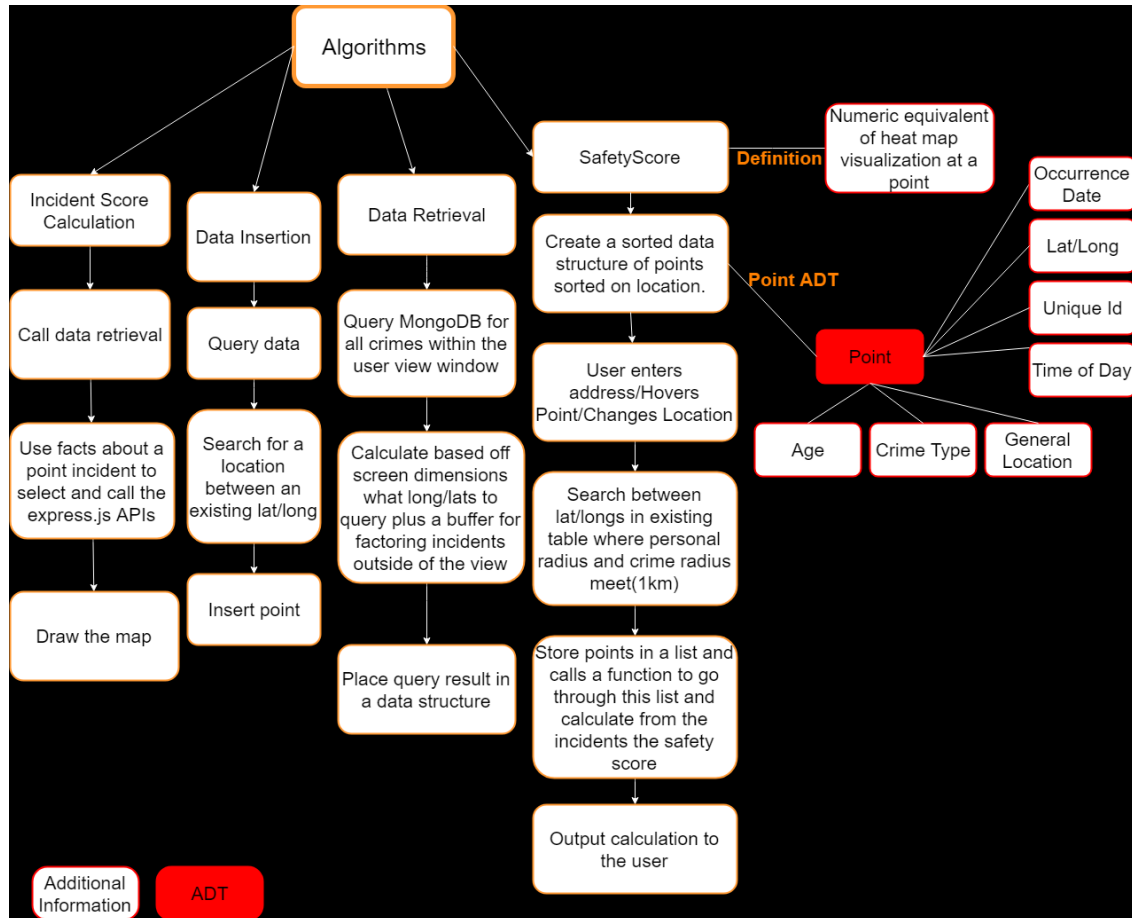 Algorithms
Incident Score
Calculation
Call data retrieval
Use facts about a
point incident to
select and call the
express.js APIs
Draw the map
Data Insertion
Query data
Search for a
location
between an
existing lat/long
Insert point
Data Retrieval
Query MongoDB for
all crimes within the
user view window
Calculate based off
screen dimensions
what long/lats to
query plus a buffer for
factoring incidents
outside of the view
Place query result in
a data structure
SafetyScore
Definition
Numeric equivalent
of heat map
visualization at a
point
Create a sorted data
structure of points
sorted on location.
Point ADT
User enters
address/Hovers
Point/Changes Location
Search between
lat/longs in existing
table where personal
radius and crime radius
meet(1km)
Store points in a list and
calls a function to go
through this list and
calculate from the
incidents the safety
score
Output calculation to
the user
Point
Occurrence
Date
Lat/Long
Unique Id
Time of Day
Age
Crime Type
General
Location
Additional
Information
ADT